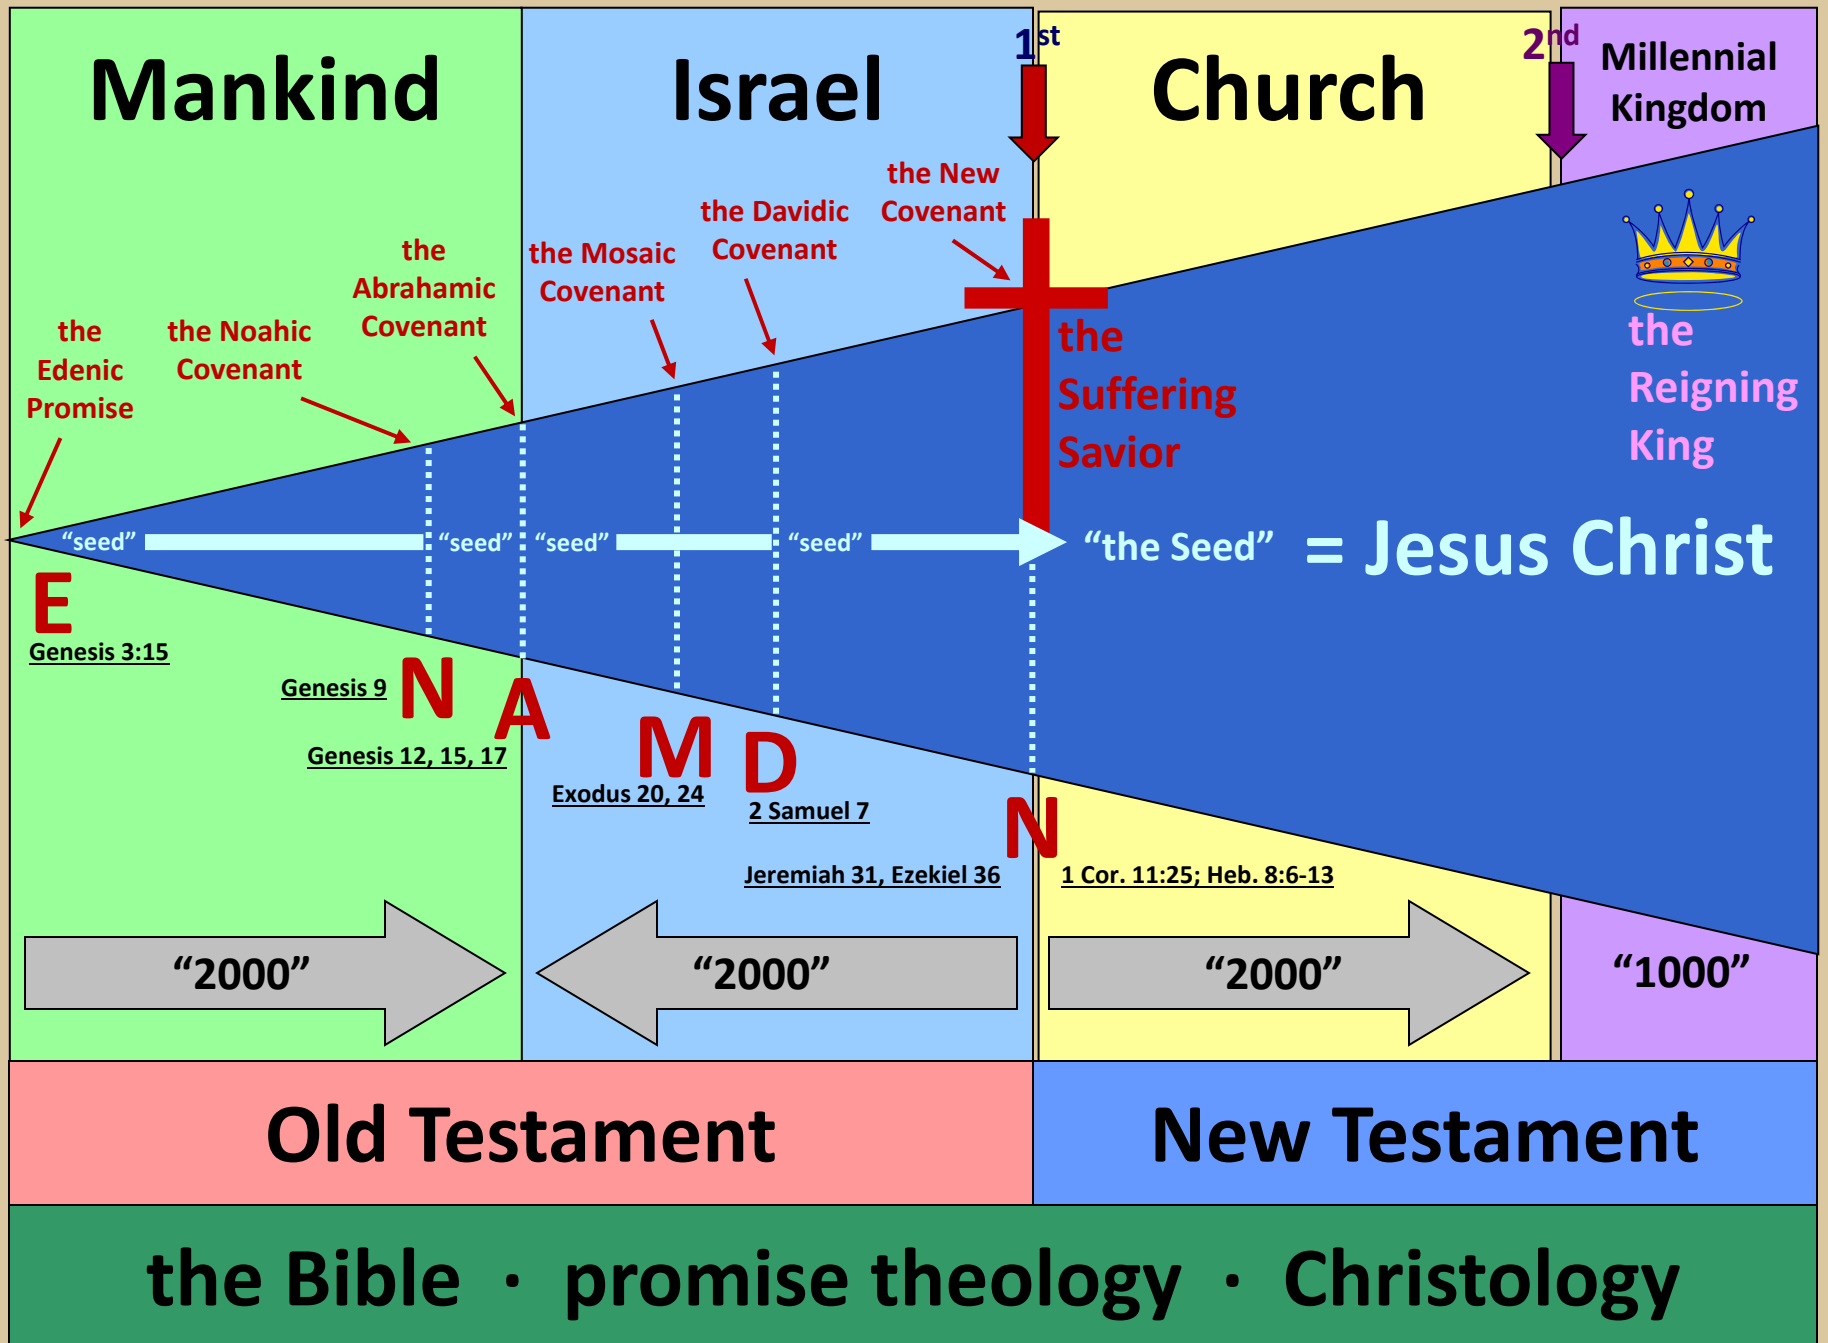 Mankind
Israel
1st
Church
2nd
Millennial
Kingdom
the
Edenic
Promise
the Noahic
Covenant
the
Abrahamic
Covenant
the Mosaic
Covenant
the Davidic
Covenant
the New
Covenant
the
Suffering
Savior
the
Reigning
King
“seed”
“seed”
“seed”
“seed”
“the Seed” = Jesus Christ
E
Genesis 3:15
Genesis 9
N
A
Genesis 12, 15, 17
M
Exodus 20, 24
D
2 Samuel 7
N
Jeremiah 31, Ezekiel 36
1 Cor. 11:25; Heb. 8:6-13
“2000”
“2000”
“2000”
“1000”
Old Testament
New Testament
the Bible · promise theology · Christology